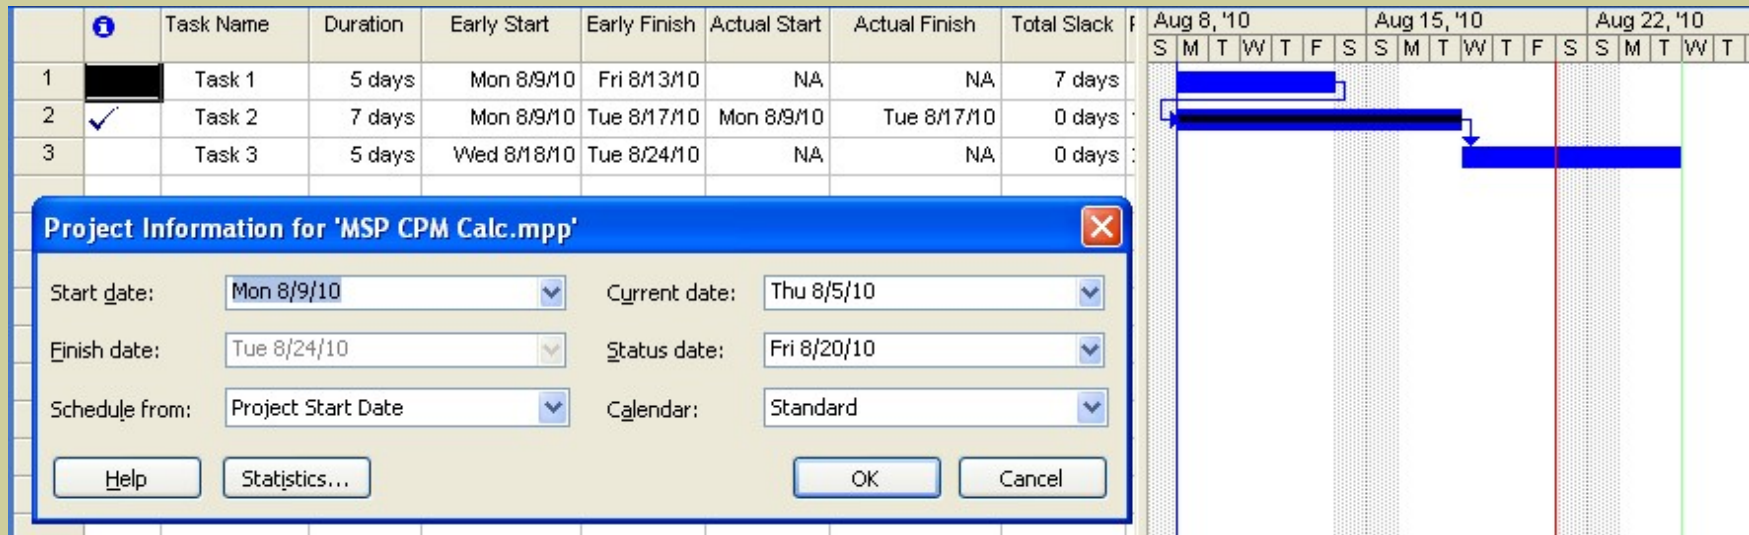 Task Name Duration Early Start Early Finish Actual Start Actual Finish Total Slack Aug 8, '10 Aug 15, '10 Aug 22, '10
S M T W T F S S M T W T F S S M T W T
1 Task 1 5 days Mon 8/9/10 Fri 8/13/10 NA NA 7 days
2 Task 2 7 days Mon 8/9/10 Tue 8/17/10 Mon 8/9/10 Tue 8/17/10 0 days
3 Task 3 5 days Wed 8/18/10 Tue 8/24/10 NA NA 0 days
Project Information for 'MSP CPM Calc.mpp'
Start date: Mon 8/9/10 Current date: Thu 8/5/10
Finish date: Tue 8/24/10 Status date: Fri 8/20/10
Schedule from: Project Start Date Calendar: Standard
Help Statistics... OK Cancel